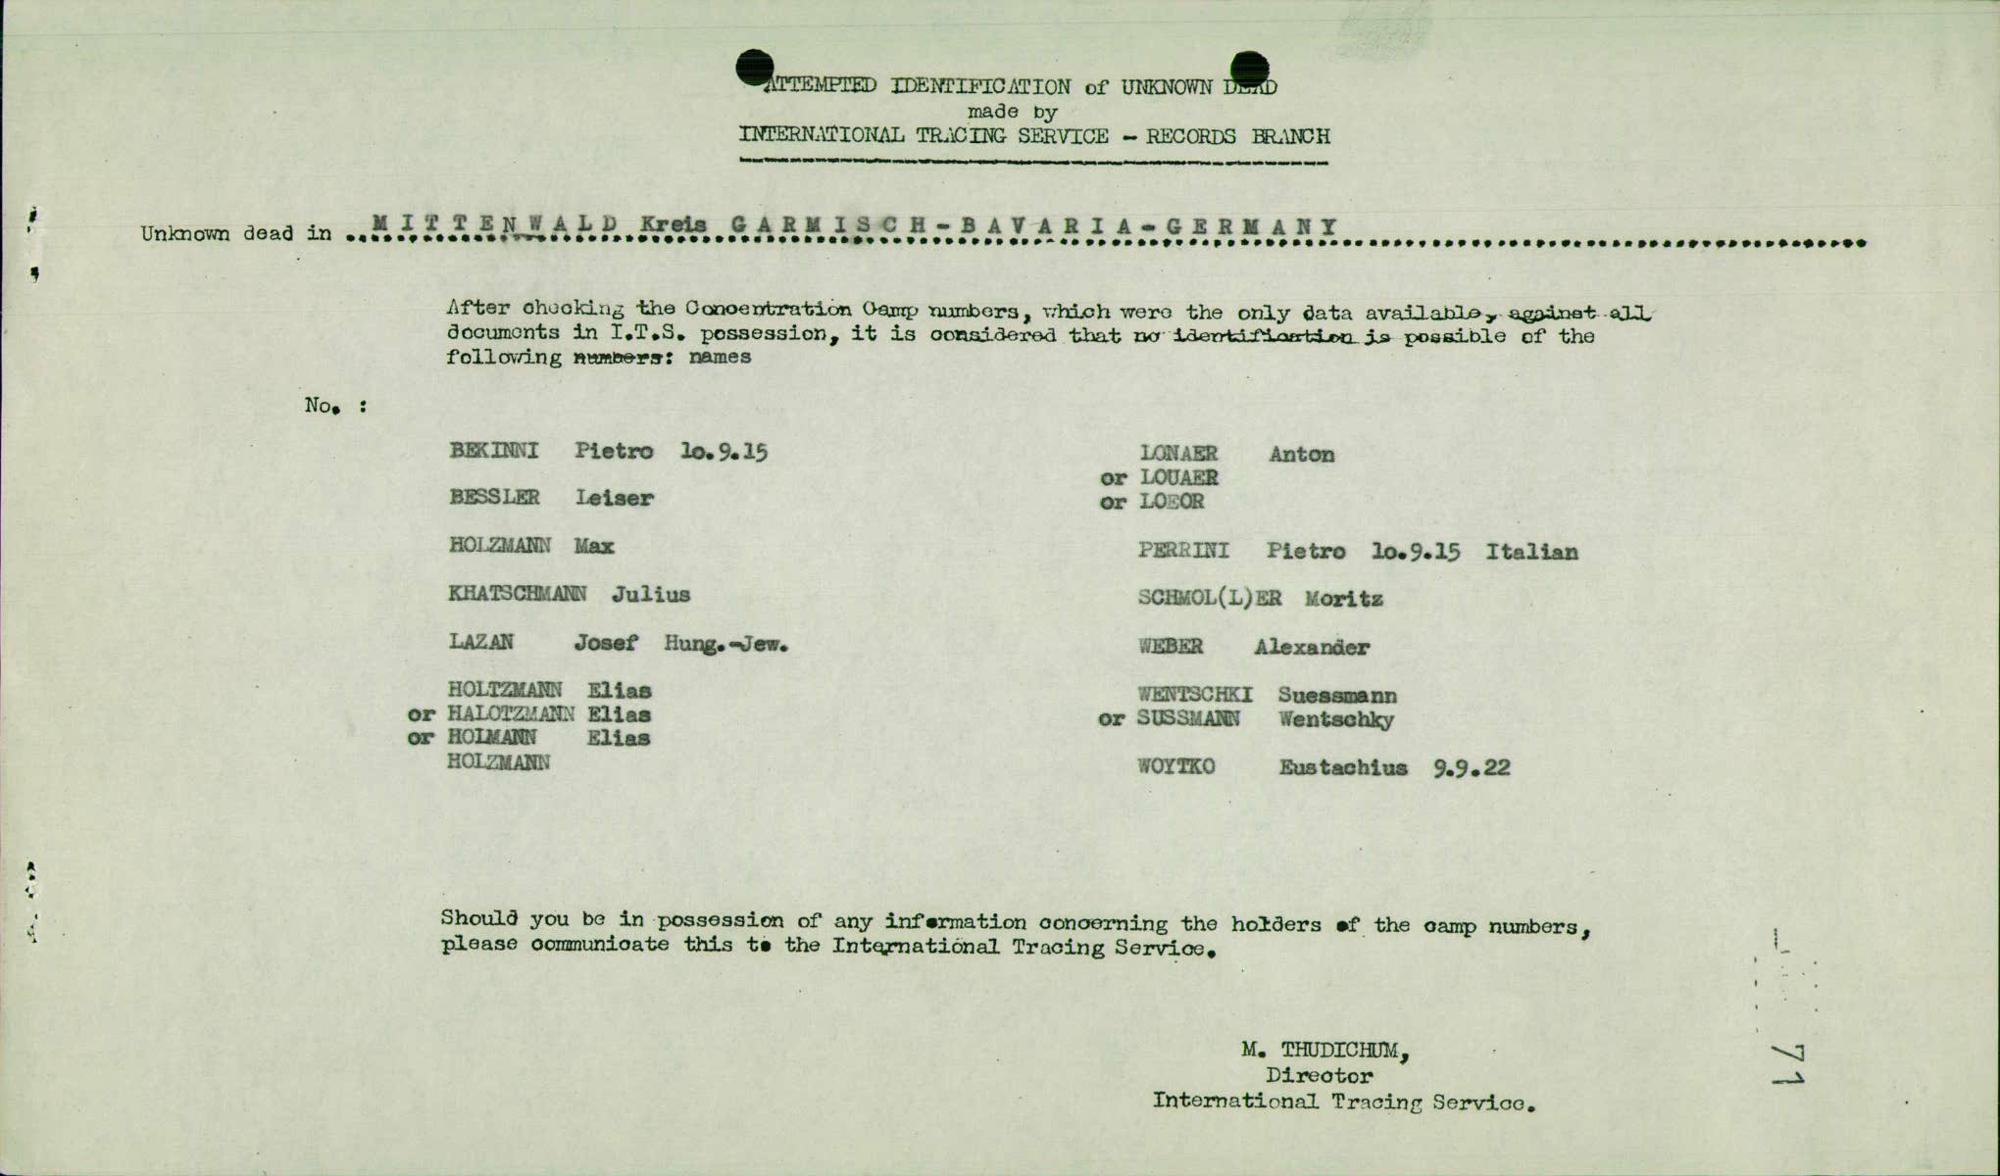 ATTEMPTED IDENTIFICATION of UNKNOWN DEAD
made by
INTERNATIONAL TRACING SERVICE - RECORDS BRANCH
Unknown dead in ...MITTENWALD Kreis GARMISCH-BAVARIA-GERMANY...
After checking the Concentration Camp numbers, which were the only data available, against all
documents in I.T.S. possession, it is considered that no identification is possible of the
following numbers: names
No. :
BEKINNI Pietro 10.9.15
BESSLER Leiser
HOLZMANN Max
KHATSCHMANN Julius
LAZAN Josef Hung.-Jew.
HOLTZMANN Elias
or HALOTZMANN Elias
or HOLMANN Elias
HOLZMANN
LONAER Anton
or LOUAER
or LOEOR
PERRINI Pietro 10.9.15 Italian
SCHMOL(L)ER Moritz
WEBER Alexander
WENTSCHKI Suessmann
or SUSSMANN Wentschky
WOYTKO Eustachius 9.9.22
Should you be in possession of any information concerning the holders of the camp numbers,
please communicate this to the International Tracing Service.
M. THUDICHUM,
Director
International Tracing Service.
71